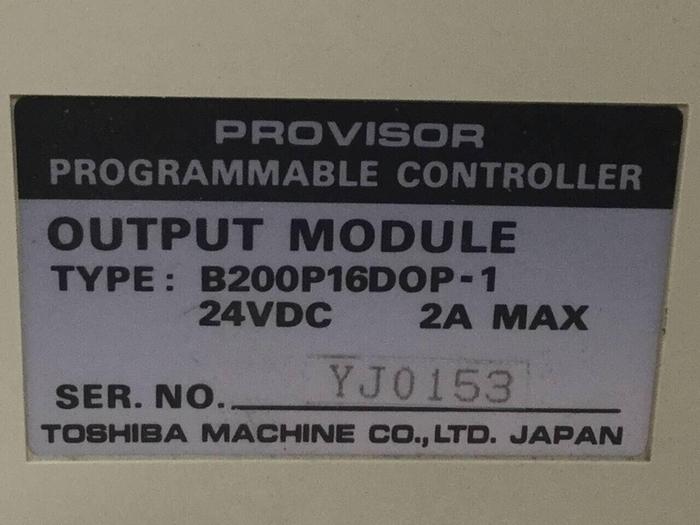 PROVISOR
PROGRAMMABLE CONTROLLER
OUTPUT MODULE
TYPE: B200P16DOP-1
24VDC 2A MAX
SER. NO. YJ0153
TOSHIBA MACHINE CO.,LTD. JAPAN